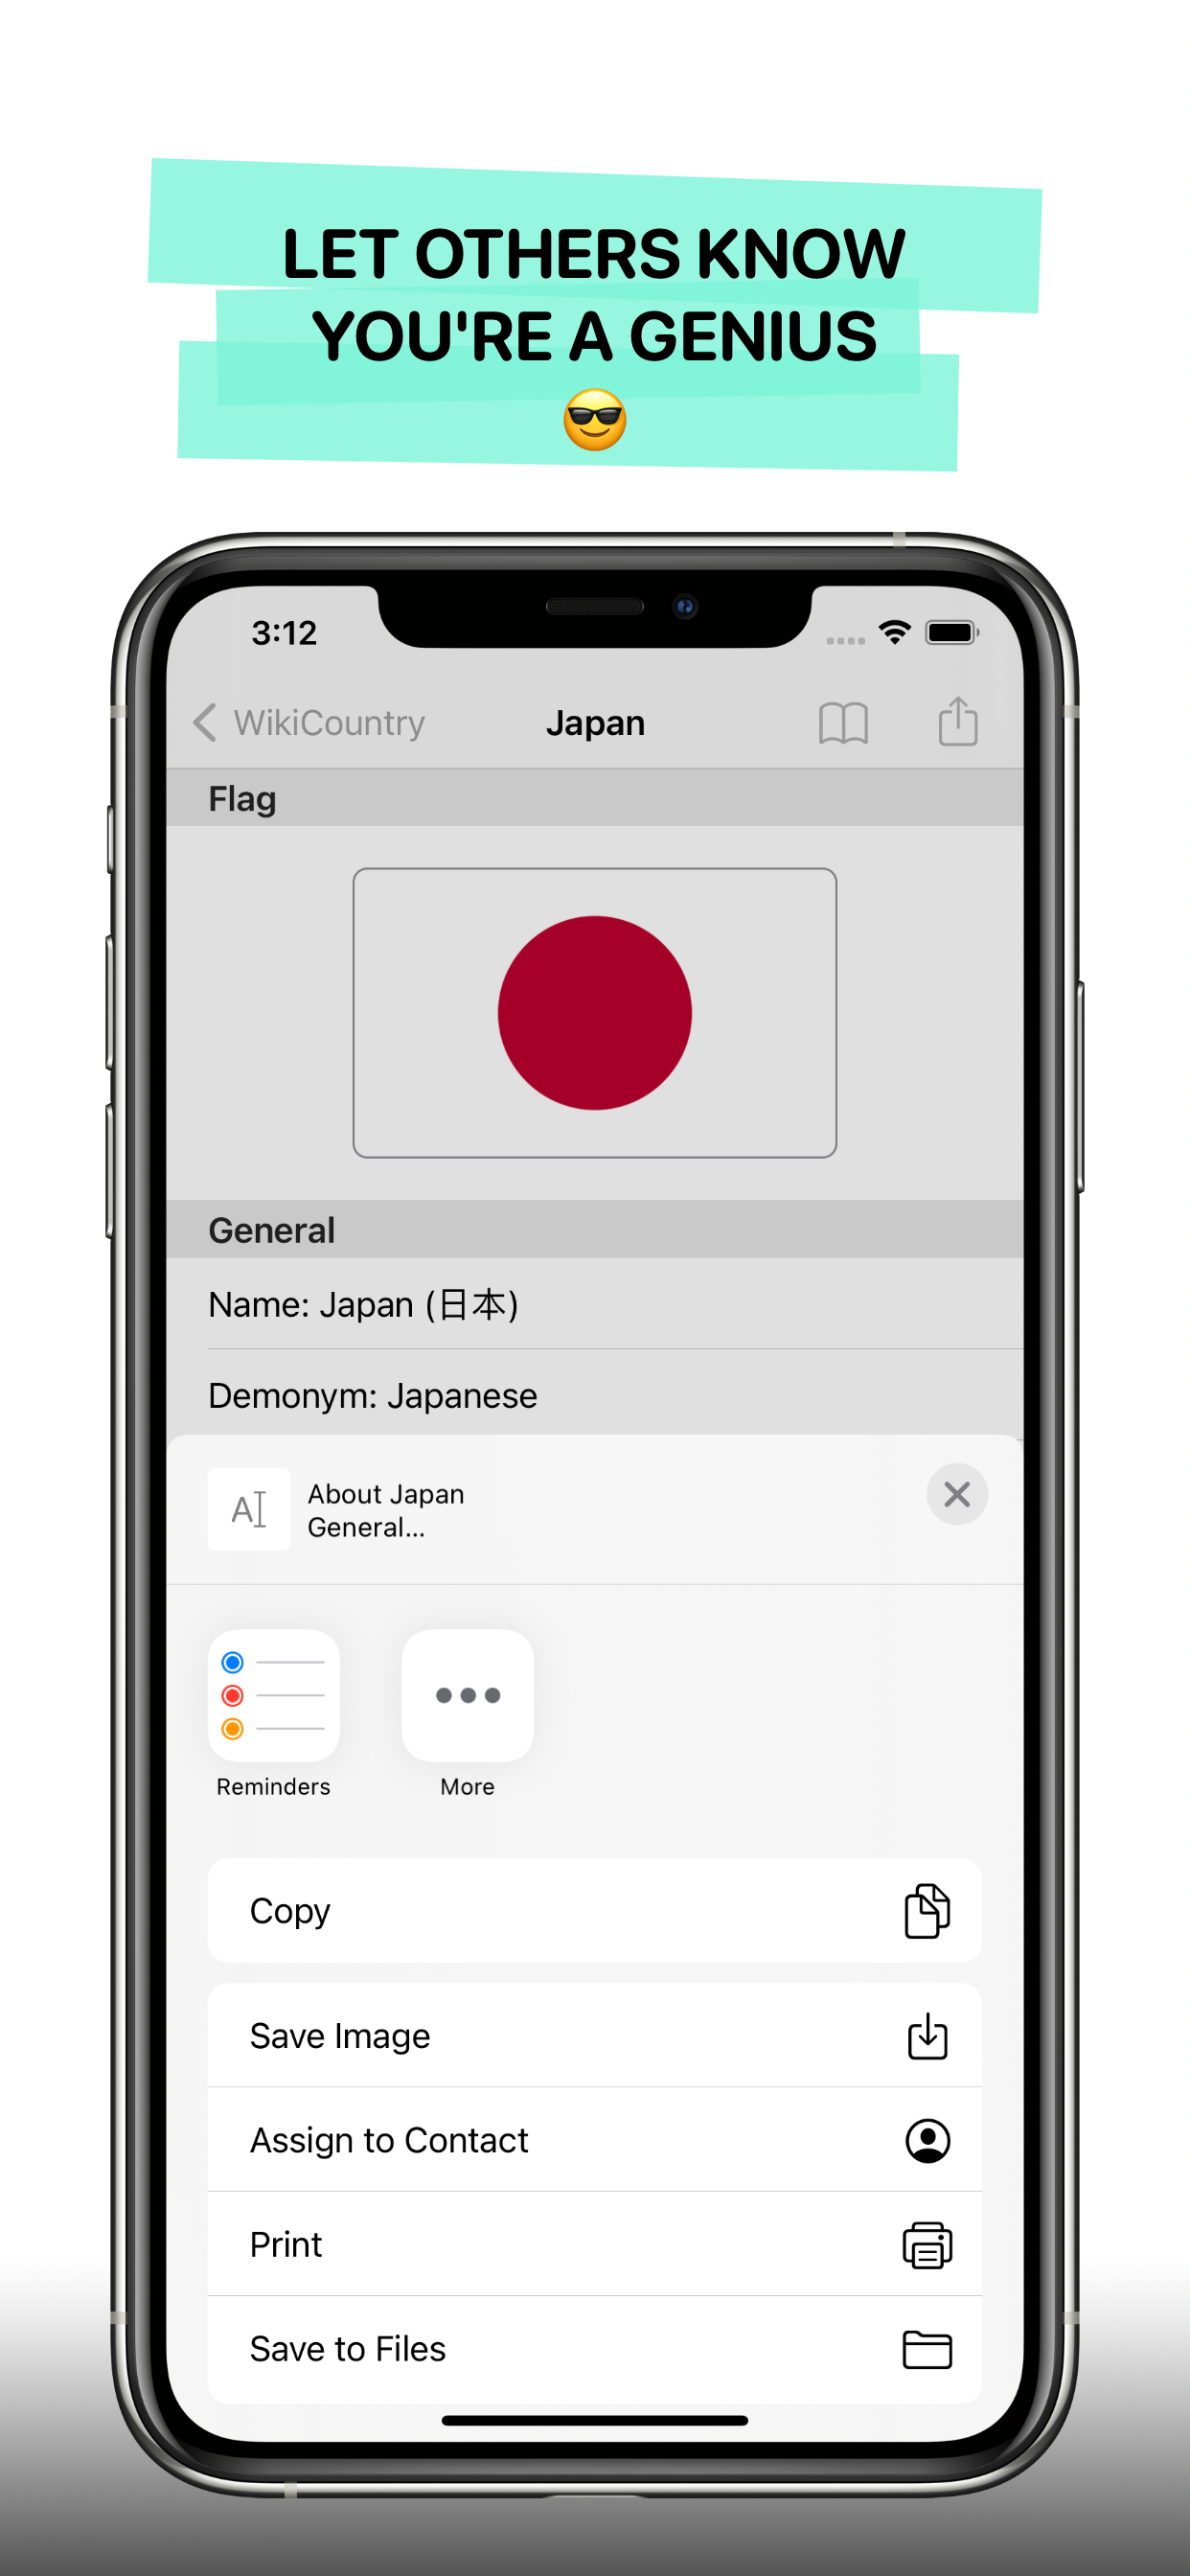 LET OTHERS KNOW
YOU'RE A GENIUS
😎
3:12
WikiCountry
Japan
Flag
General
Name: Japan (日本)
Demonym: Japanese
AI
About Japan
General...
Reminders
More
Copy
Save Image
Assign to Contact
Print
Save to Files